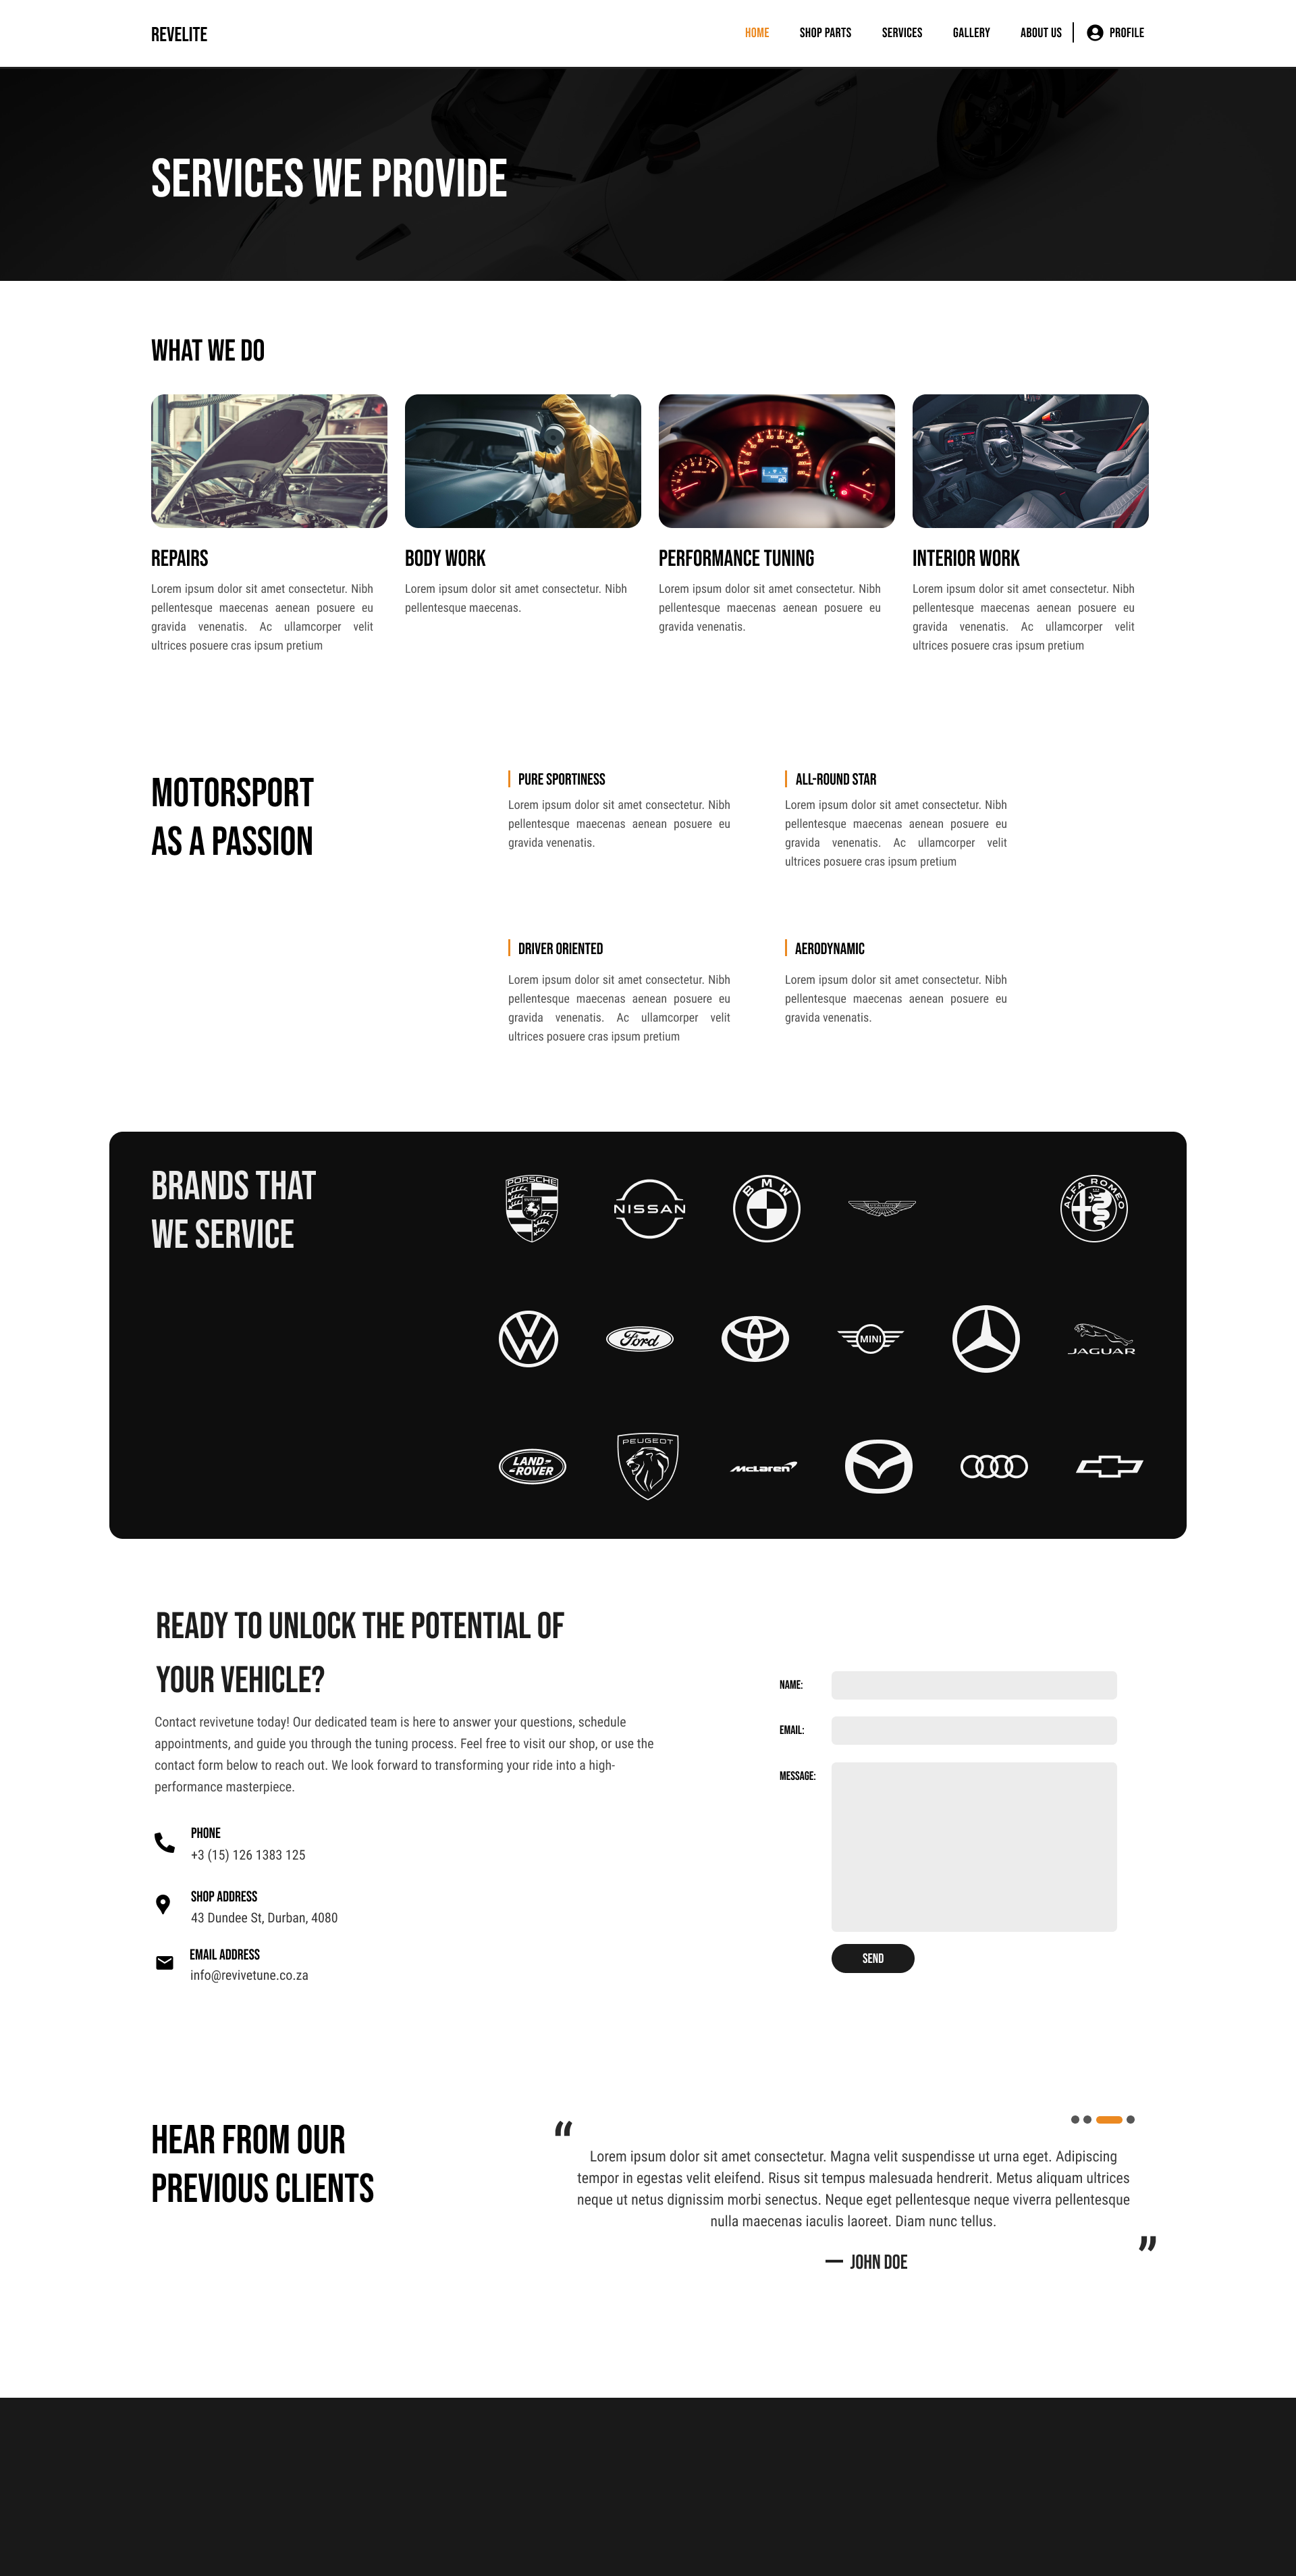 REVELITE
HOME SHOP PARTS SERVICES GALLERY ABOUT US PROFILE
SERVICES WE PROVIDE
WHAT WE DO
REPAIRS
Lorem ipsum dolor sit amet consectetur. Nibh
pellentesque maecenas aenean posuere eu
gravida venenatis. Ac ullamcorper velit
ultrices posuere cras ipsum pretium
BODY WORK
Lorem ipsum dolor sit amet consectetur. Nibh
pellentesque maecenas.
PERFORMANCE TUNING
Lorem ipsum dolor sit amet consectetur. Nibh
pellentesque maecenas aenean posuere eu
gravida venenatis.
INTERIOR WORK
Lorem ipsum dolor sit amet consectetur. Nibh
pellentesque maecenas aenean posuere eu
gravida venenatis. Ac ullamcorper velit
ultrices posuere cras ipsum pretium
MOTORSPORT
AS A PASSION
PURE SPORTINESS
Lorem ipsum dolor sit amet consectetur. Nibh
pellentesque maecenas aenean posuere eu
gravida venenatis.
ALL-ROUND STAR
Lorem ipsum dolor sit amet consectetur. Nibh
pellentesque maecenas aenean posuere eu
gravida venenatis. Ac ullamcorper velit
ultrices posuere cras ipsum pretium
DRIVER ORIENTED
Lorem ipsum dolor sit amet consectetur. Nibh
pellentesque maecenas aenean posuere eu
gravida venenatis. Ac ullamcorper velit
ultrices posuere cras ipsum pretium
AERODYNAMIC
Lorem ipsum dolor sit amet consectetur. Nibh
pellentesque maecenas aenean posuere eu
gravida venenatis.
BRANDS THAT
WE SERVICE
PORSCHE
NISSAN
BMW
ALFA ROMEO
Ford
MINI
JAGUAR
LAND-
-ROVER
PEUGEOT
McLaren
READY TO UNLOCK THE POTENTIAL OF
YOUR VEHICLE?
Contact revivetune today! Our dedicated team is here to answer your questions, schedule
appointments, and guide you through the tuning process. Feel free to visit our shop, or use the
contact form below to reach out. We look forward to transforming your ride into a high-
performance masterpiece.
PHONE
+3 (15) 126 1383 125
SHOP ADDRESS
43 Dundee St, Durban, 4080
EMAIL ADDRESS
info@revivetune.co.za
NAME:
EMAIL:
MESSAGE:
SEND
HEAR FROM OUR
PREVIOUS CLIENTS
“
Lorem ipsum dolor sit amet consectetur. Magna velit suspendisse ut urna eget. Adipiscing
tempor in egestas velit eleifend. Risus sit tempus malesuada hendrerit. Metus aliquam ultrices
neque ut netus dignissim morbi senectus. Neque eget pellentesque neque viverra pellentesque
nulla maecenas iaculis laoreet. Diam nunc tellus.
”
— JOHN DOE